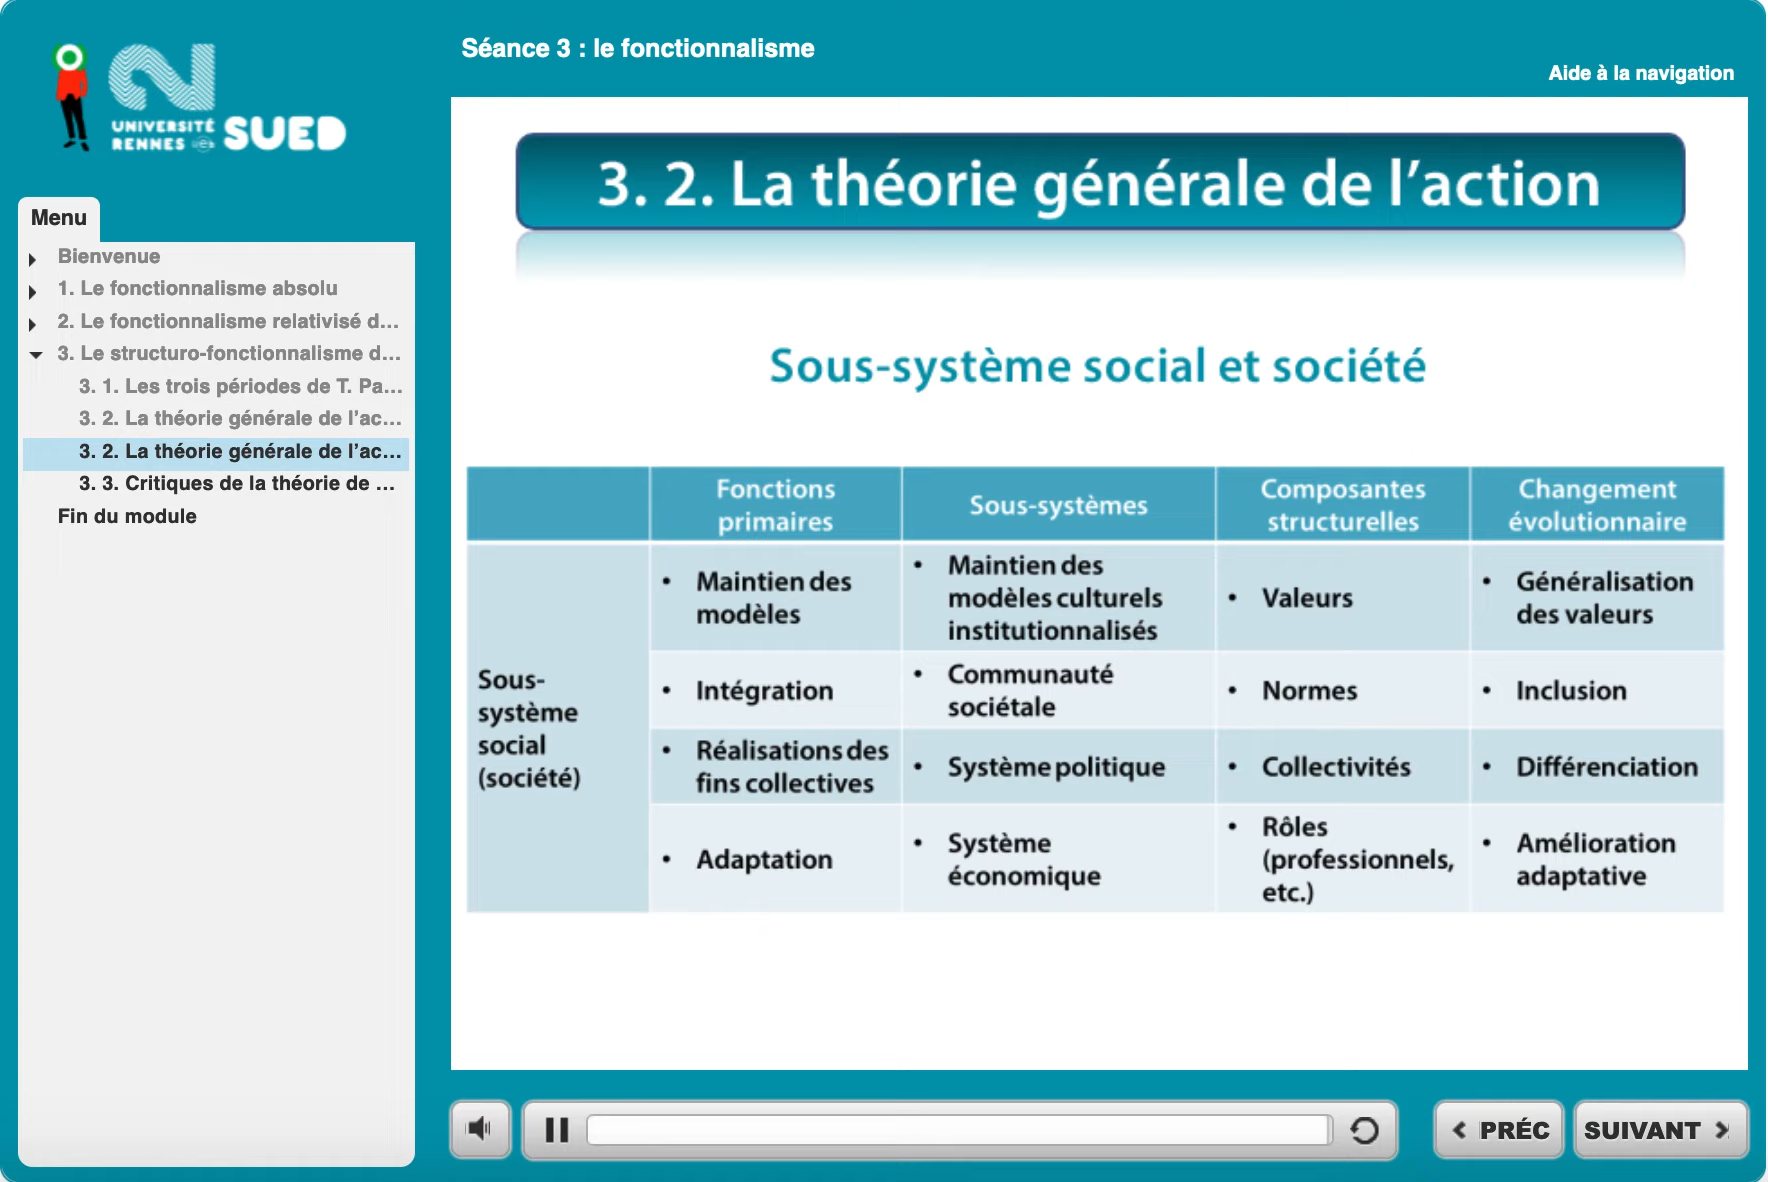 Séance 3 : le fonctionnalisme
Aide à la navigation
UNIVERSITÉ
RENNES
SUED
Menu
Bienvenue
1. Le fonctionnalisme absolu
2. Le fonctionnalisme relativisé d...
3. Le structuro-fonctionnalisme d...
3. 1. Les trois périodes de T. Pa...
3. 2. La théorie générale de l’ac...
3. 2. La théorie générale de l’ac...
3. 3. Critiques de la théorie de ...
Fin du module
3. 2. La théorie générale de l’action
Sous-système social et société
Fonctions
primaires
Sous-systèmes
Composantes
structurelles
Changement
évolutionnaire
Sous-
système
social
(société)
• Maintien des
modèles
• Maintien des
modèles culturels
institutionnalisés
• Valeurs
• Généralisation
des valeurs
• Intégration
• Communauté
sociétale
• Normes
• Inclusion
• Réalisations des
fins collectives
• Système politique
• Collectivités
• Différenciation
• Adaptation
• Système
économique
• Rôles
(professionnels,
etc.)
• Amélioration
adaptative
PRÉC
SUIVANT